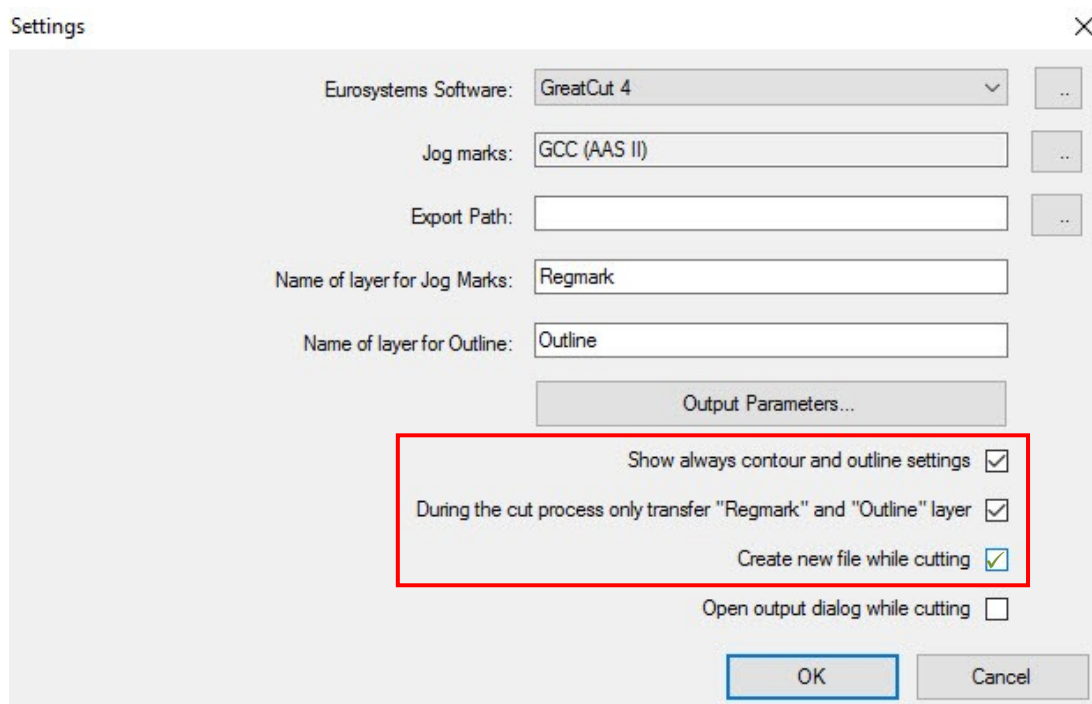 Settings
Eurosystems Software: GreatCut 4 ..
Jog marks: GCC (AAS II) ..
Export Path: ..
Name of layer for Jog Marks: Regmark
Name of layer for Outline: Outline
Output Parameters...
Show always contour and outline settings
During the cut process only transfer "Regmark" and "Outline" layer
Create new file while cutting
Open output dialog while cutting
OK Cancel